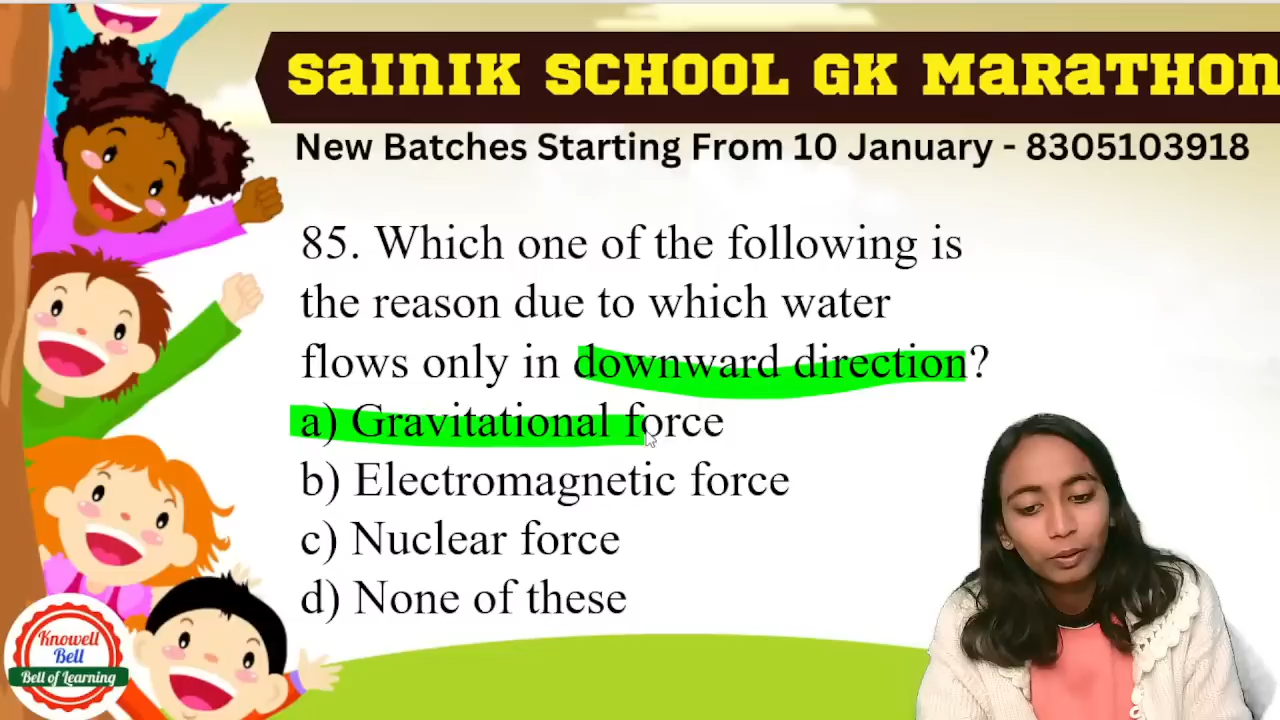 SAINIK SCHOOL GK MARATHON
New Batches Starting From 10 January - 8305103918
85. Which one of the following is
the reason due to which water
flows only in downward direction?
a) Gravitational force
b) Electromagnetic force
c) Nuclear force
d) None of these
Knowell
Bell
Bell of Learning